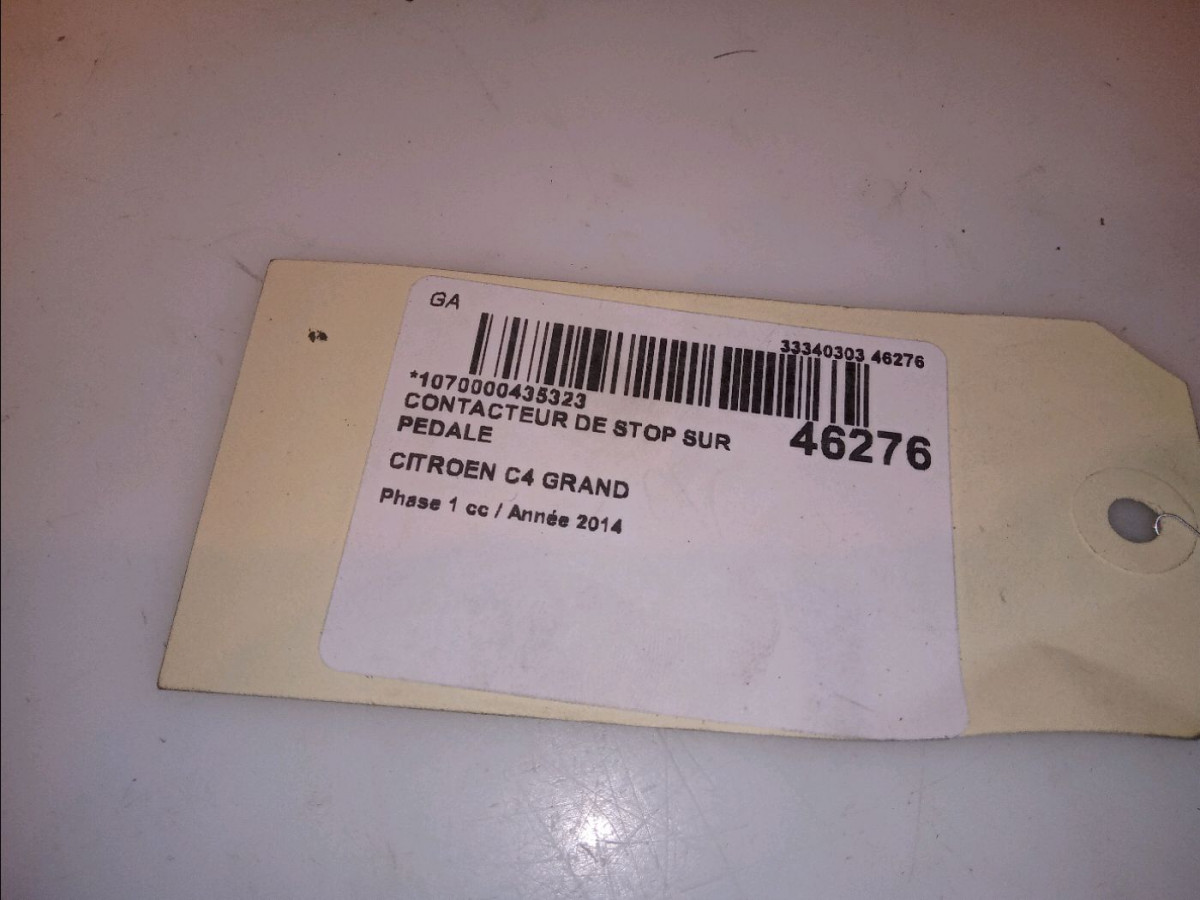 GA
33340303 46276
*1070000435323
CONTACTEUR DE STOP SUR
PEDALE
46276
CITROEN C4 GRAND
Phase 1 cc / Année 2014